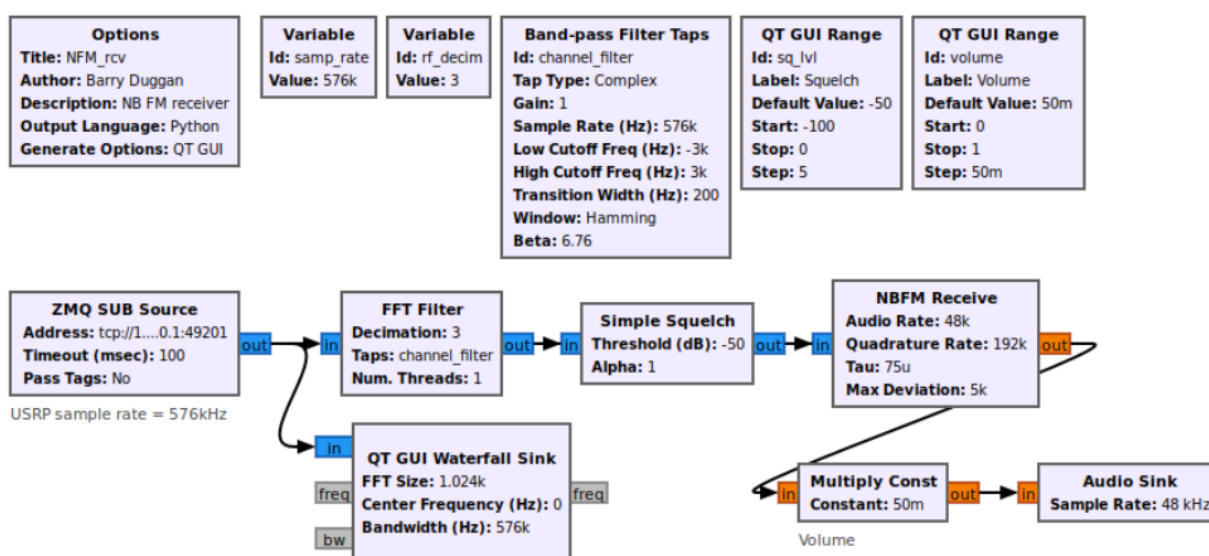 Options
Title: NFM_rcv
Author: Barry Duggan
Description: NB FM receiver
Output Language: Python
Generate Options: QT GUI
Variable
Id: samp_rate
Value: 576k
Variable
Id: rf_decim
Value: 3
Band-pass Filter Taps
Id: channel_filter
Tap Type: Complex
Gain: 1
Sample Rate (Hz): 576k
Low Cutoff Freq (Hz): -3k
High Cutoff Freq (Hz): 3k
Transition Width (Hz): 200
Window: Hamming
Beta: 6.76
QT GUI Range
Id: sq_lvl
Label: Squelch
Default Value: -50
Start: -100
Stop: 0
Step: 5
QT GUI Range
Id: volume
Label: Volume
Default Value: 50m
Start: 0
Stop: 1
Step: 50m
ZMQ SUB Source
Address: tcp://1....0.1:49201
Timeout (msec): 100
Pass Tags: No
out
USRP sample rate = 576kHz
in
FFT Filter
Decimation: 3
Taps: channel_filter
Num. Threads: 1
out
in
Simple Squelch
Threshold (dB): -50
Alpha: 1
out
in
NBFM Receive
Audio Rate: 48k
Quadrature Rate: 192k
Tau: 75u
Max Deviation: 5k
out
in
freq
bw
QT GUI Waterfall Sink
FFT Size: 1.024k
Center Frequency (Hz): 0
Bandwidth (Hz): 576k
freq
in
Multiply Const
Constant: 50m
out
Volume
in
Audio Sink
Sample Rate: 48 kHz